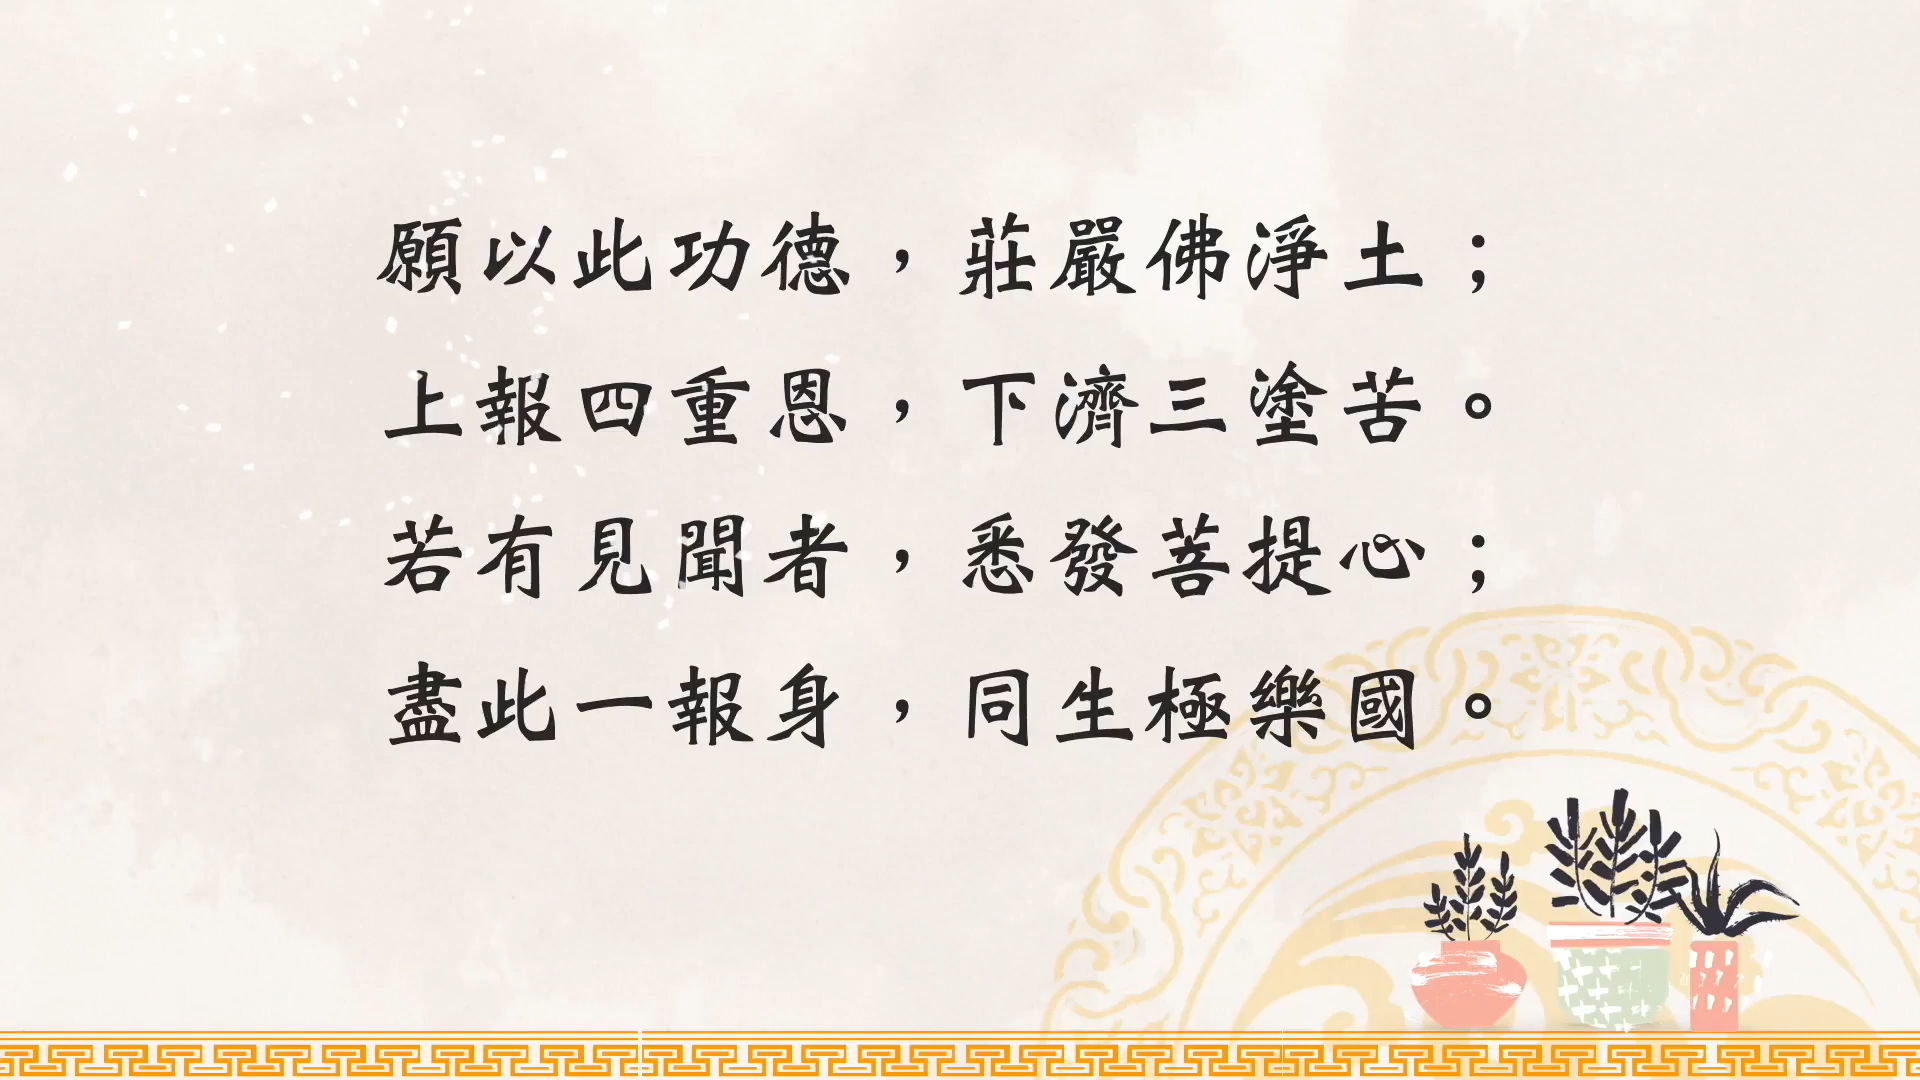 願以此功德，莊嚴佛淨土；
上報四重恩，下濟三塗苦。
若有見聞者，悉發菩提心；
盡此一報身，同生極樂國。